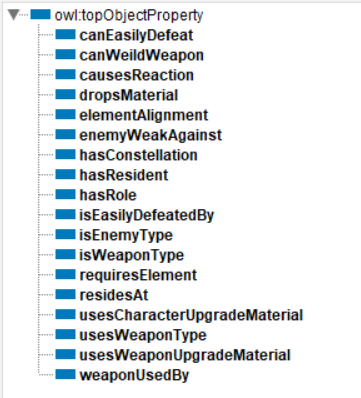 owl:topObjectProperty
canEasilyDefeat
canWeildWeapon
causesReaction
dropsMaterial
elementAlignment
enemyWeakAgainst
hasConstellation
hasResident
hasRole
isEasilyDefeatedBy
isEnemyType
isWeaponType
requiresElement
residesAt
usesCharacterUpgradeMaterial
usesWeaponType
usesWeaponUpgradeMaterial
weaponUsedBy